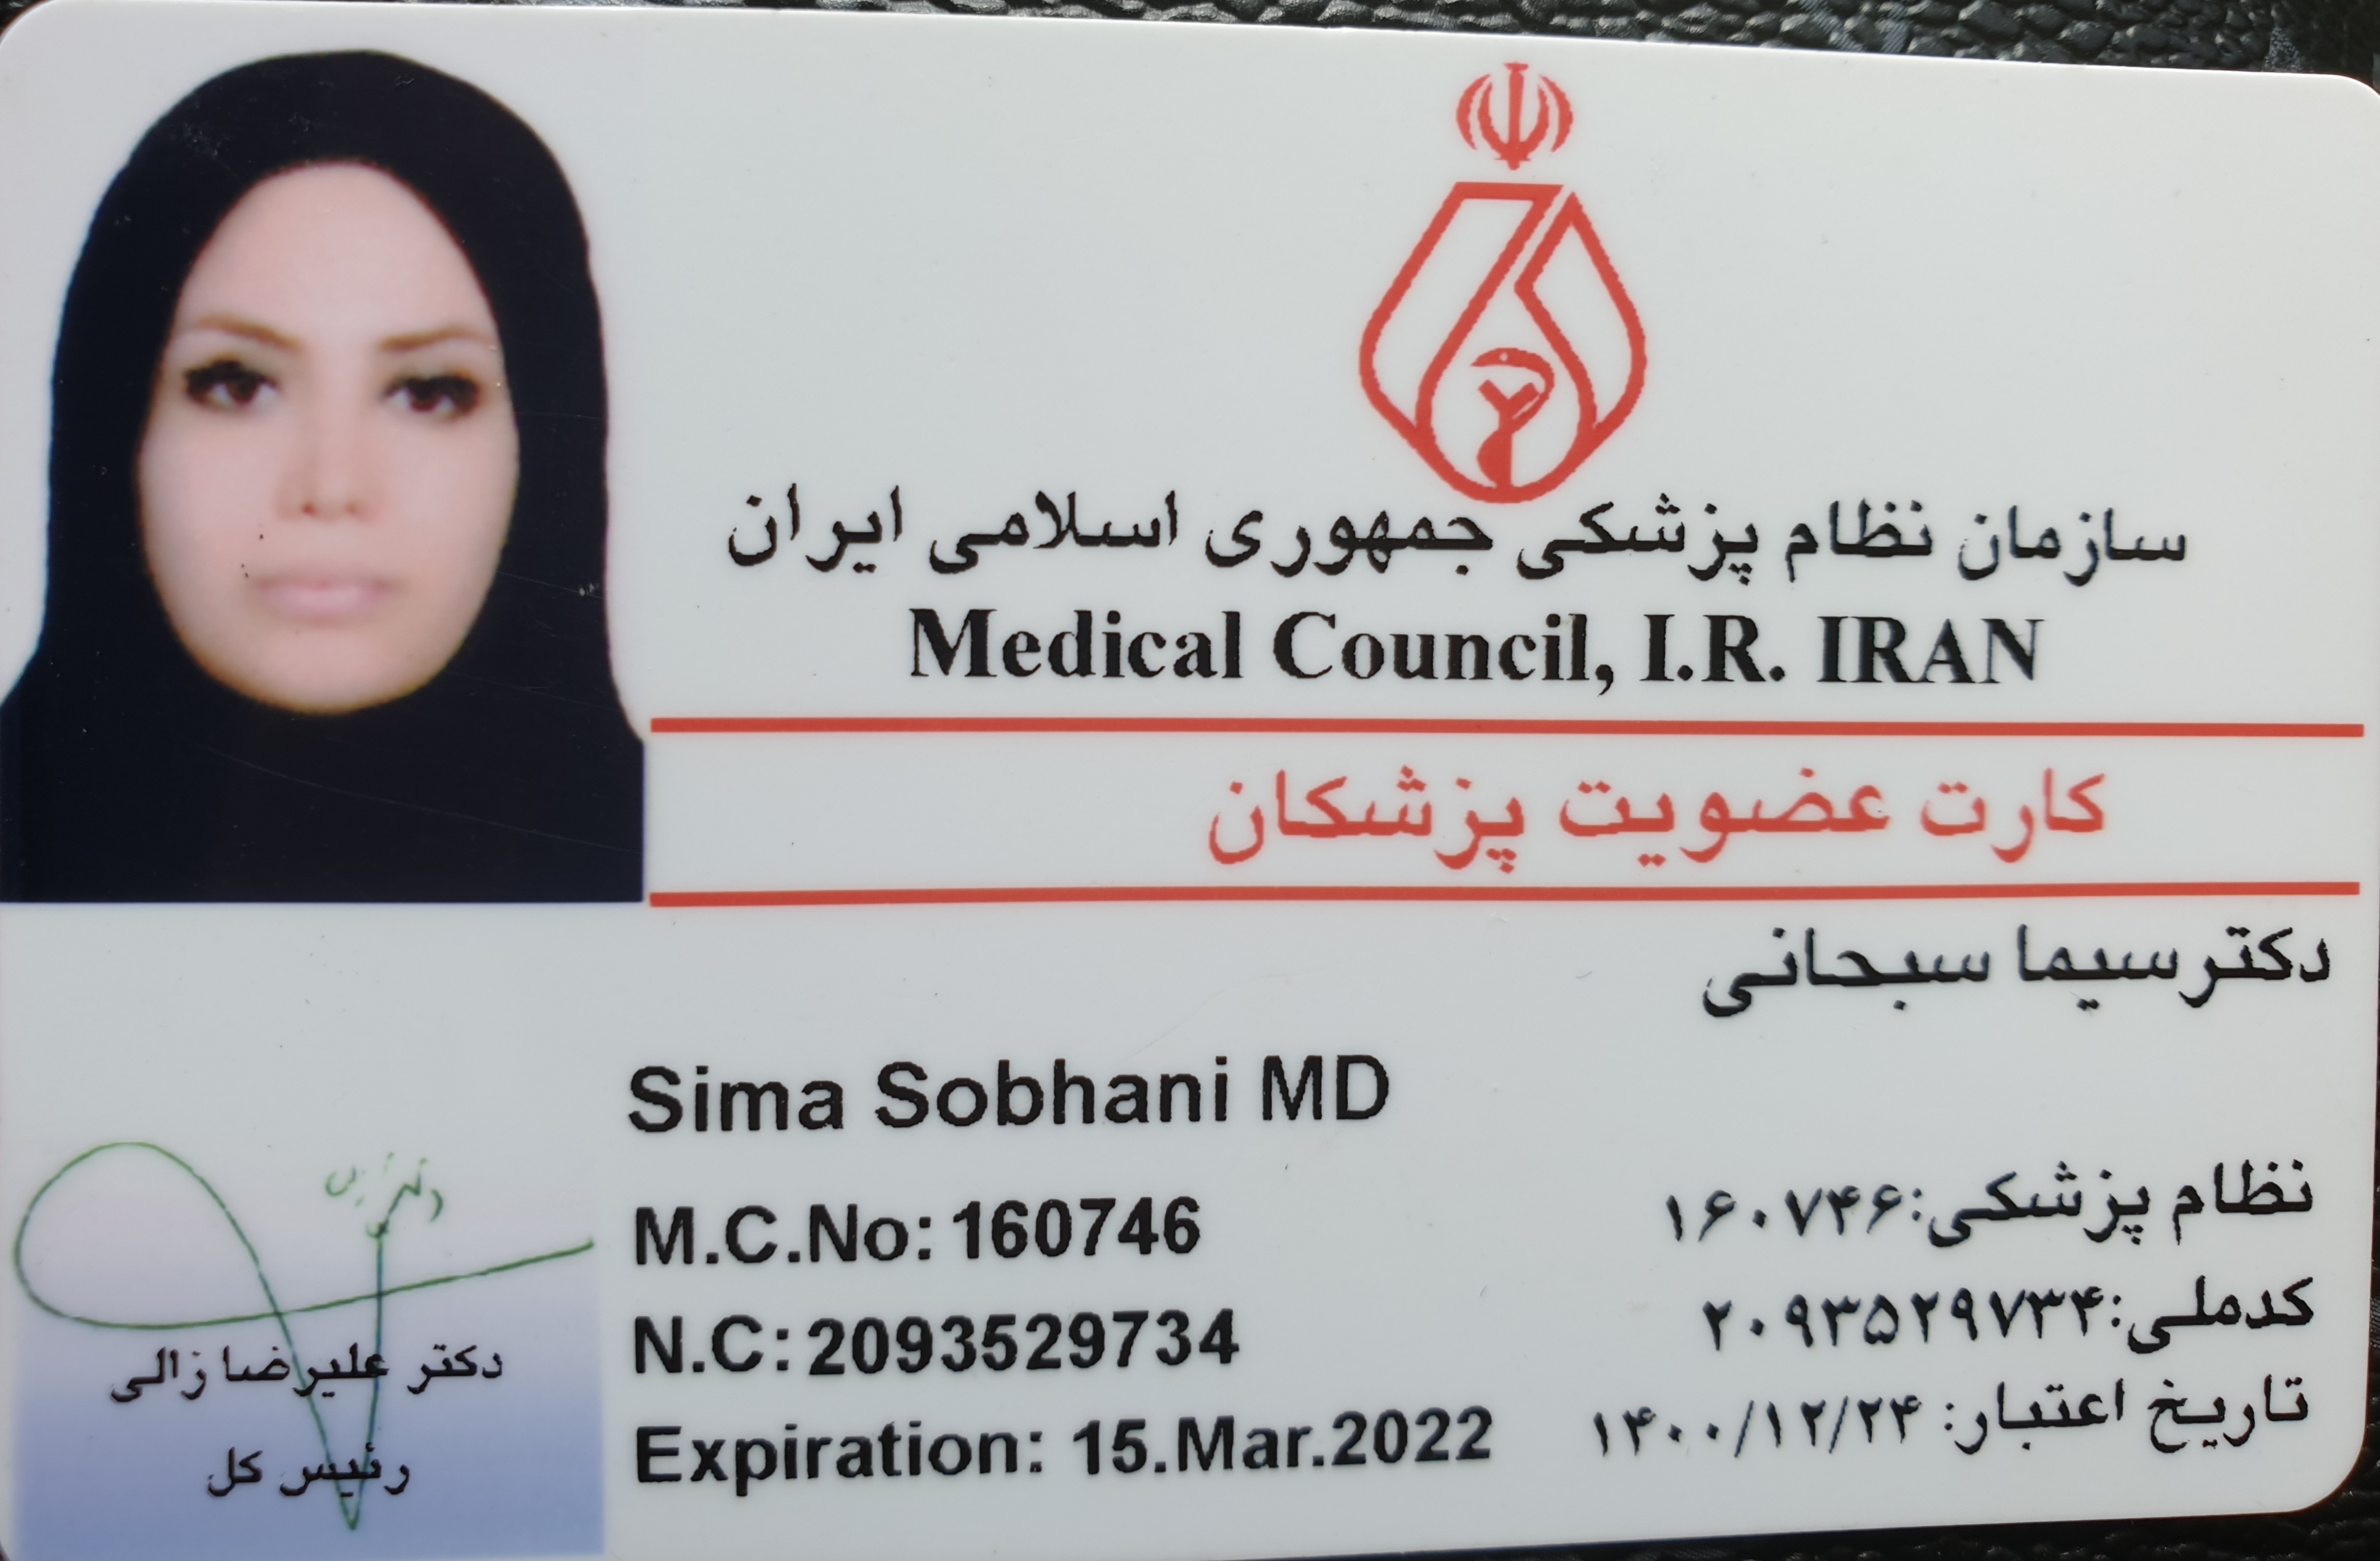 سازمان نظام پزشکی جمهوری اسلامی ایران
Medical Council, I.R. IRAN
کارت عضویت پزشکان
دکترسیما سبحانی
Sima Sobhani MD
نظام پزشکی:۱۶۰۷۴۶
M.C.No: 160746
کدملی:۲۰۹۳۵۲۹۷۳۴
N.C: 2093529734
تاریخ اعتبار: ۱۴۰۰/۱۲/۲۴
Expiration: 15.Mar.2022
دکتر علیرضا زالی
رئیس کل